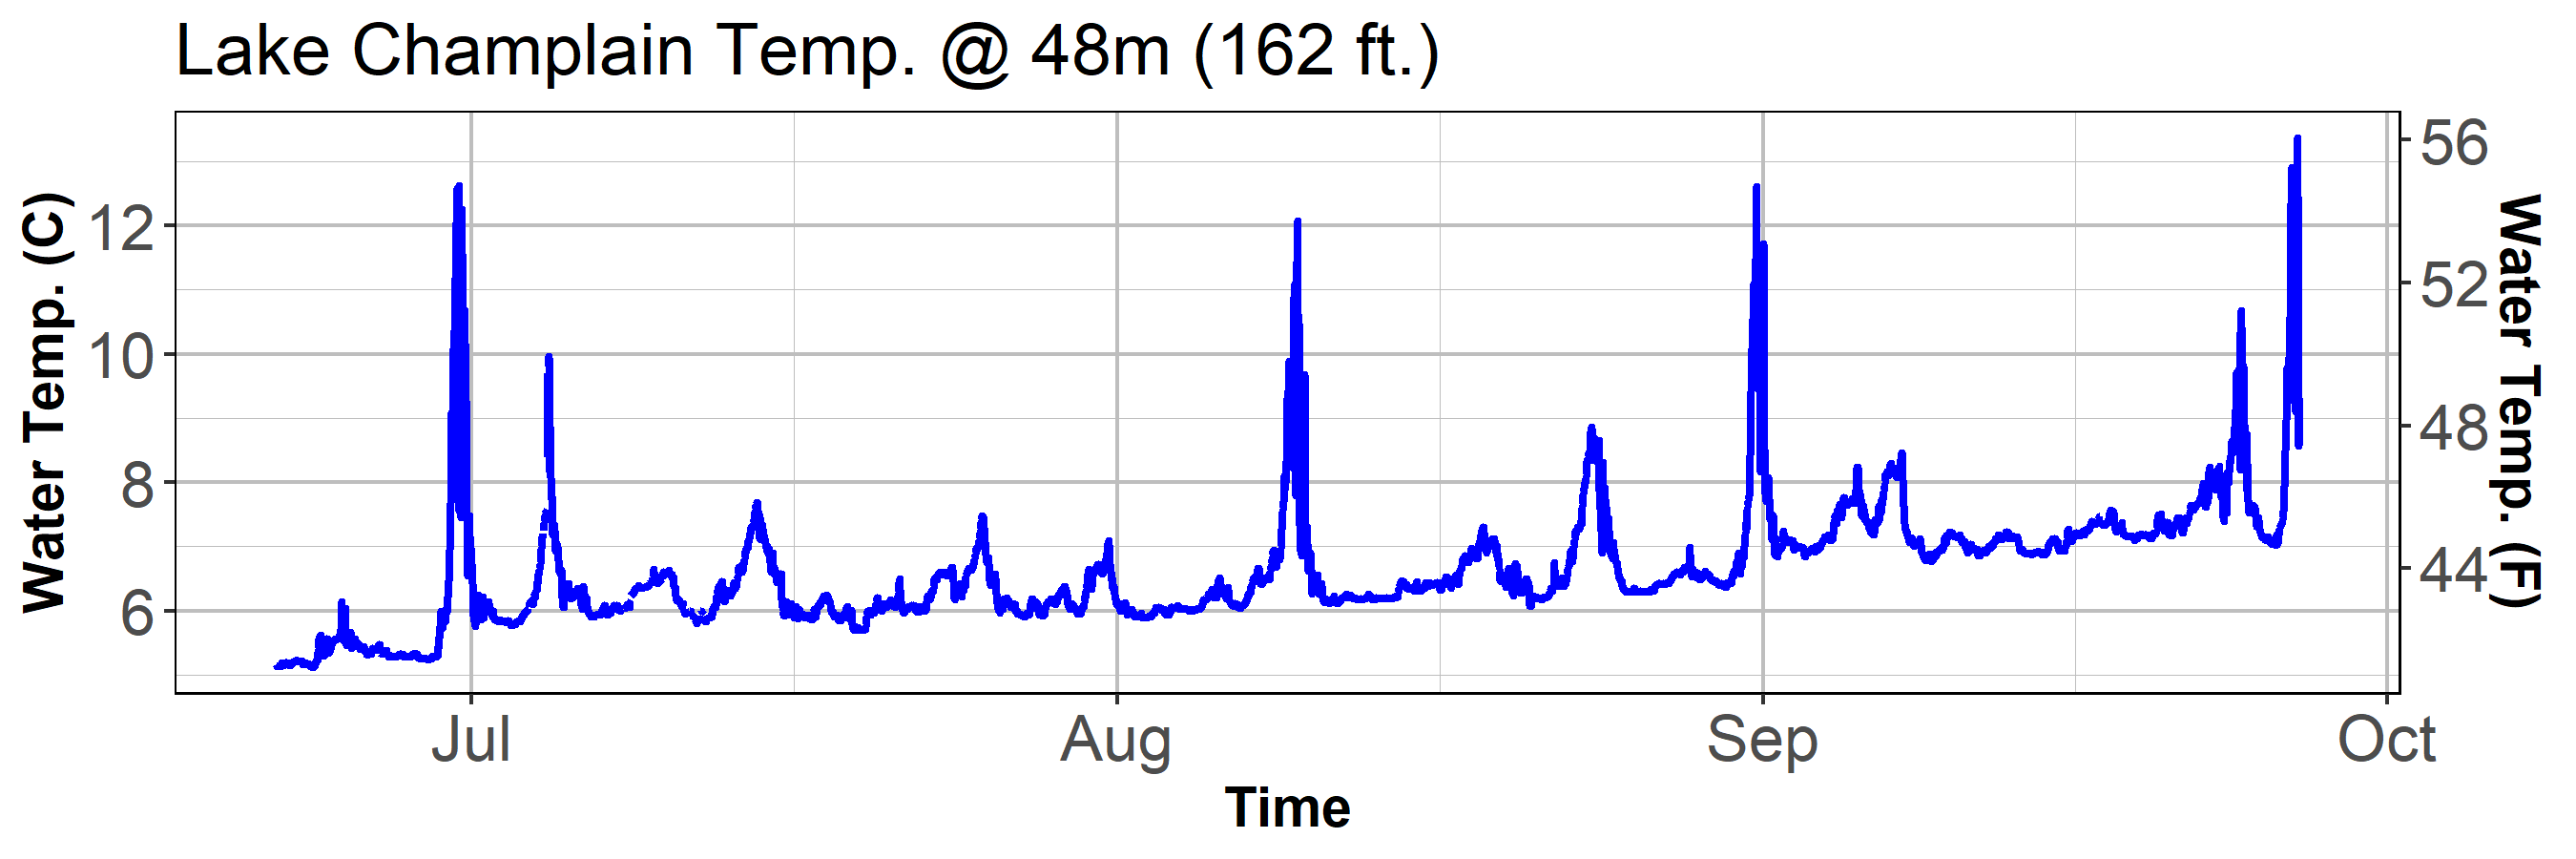 Lake Champlain Temp. @ 48m (162 ft.)
Water Temp. (C)
12
10
8
6
56
52
48
44
Water Temp. (F)
Jul
Aug
Sep
Oct
Time